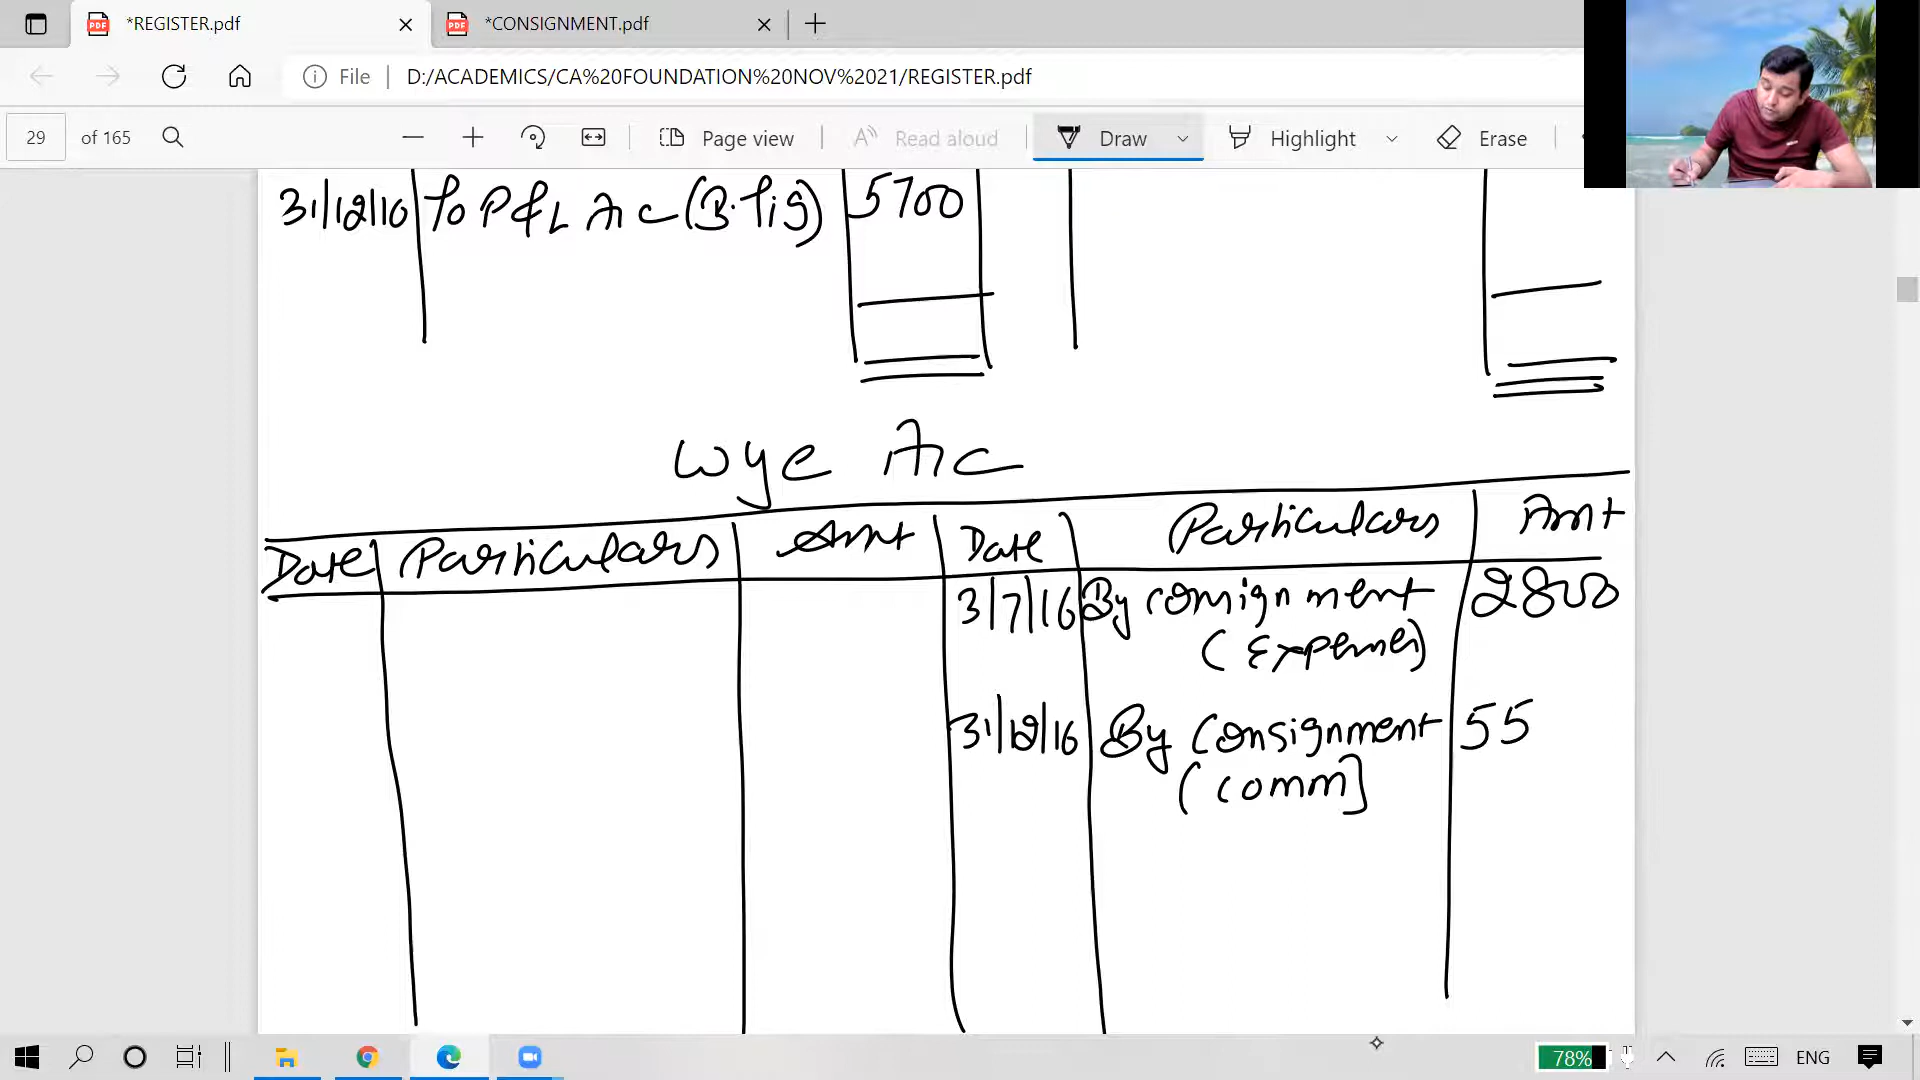 *REGISTER.pdf
*CONSIGNMENT.pdf
File
D:/ACADEMICS/CA%20FOUNDATION%20NOV%2021/REGISTER.pdf
29 of 165
Page view
Read aloud
Draw
Highlight
Erase
31/12/16 To P&L A/c (B.fig) 5700
Wye A/c
Date Particulars Amt Date Particulars Amt
3/7/16 By consignment 2800
(Expenses)
31/12/16 By Consignment 55
(comm]
78%
ENG